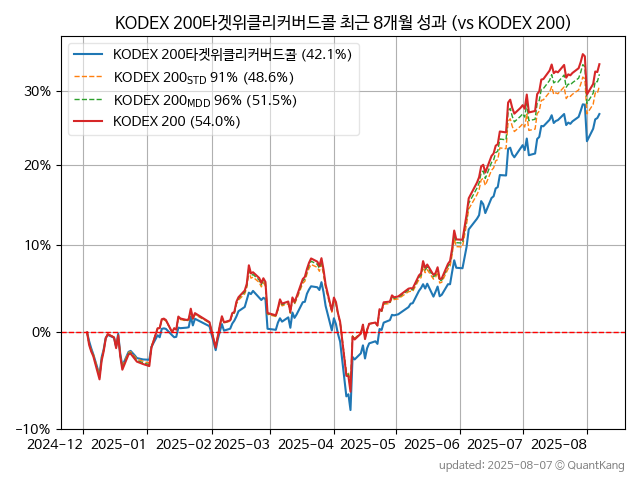 KODEX 200타겟위클리커버드콜 최근 8개월 성과 (vs KODEX 200)
KODEX 200타겟위클리커버드콜 (42.1%)
KODEX 200STD 91% (48.6%)
KODEX 200MDD 96% (51.5%)
KODEX 200 (54.0%)
30%
20%
10%
0%
-10%
2024-12 2025-01 2025-02 2025-03 2025-04 2025-05 2025-06 2025-07 2025-08
updated: 2025-08-07 © QuantKang